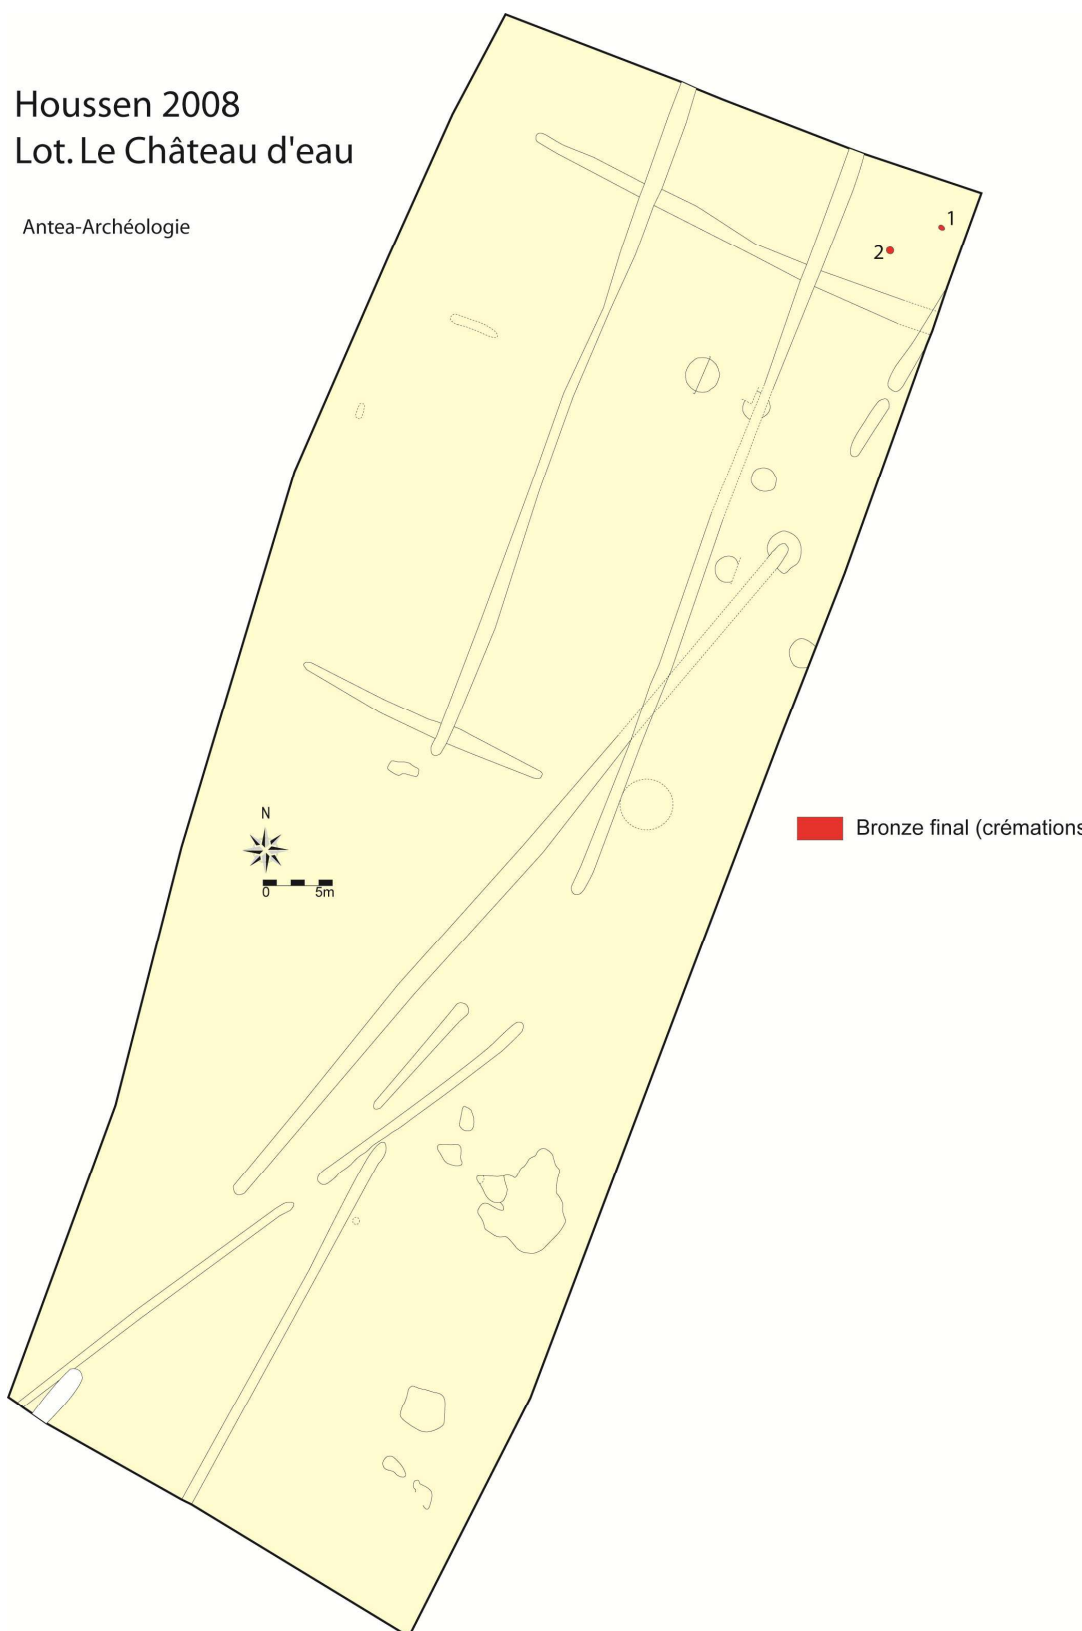 Houssen 2008
Lot. Le Château d'eau
Antea-Archéologie
1
2
N
0 5m
Bronze final (crémations